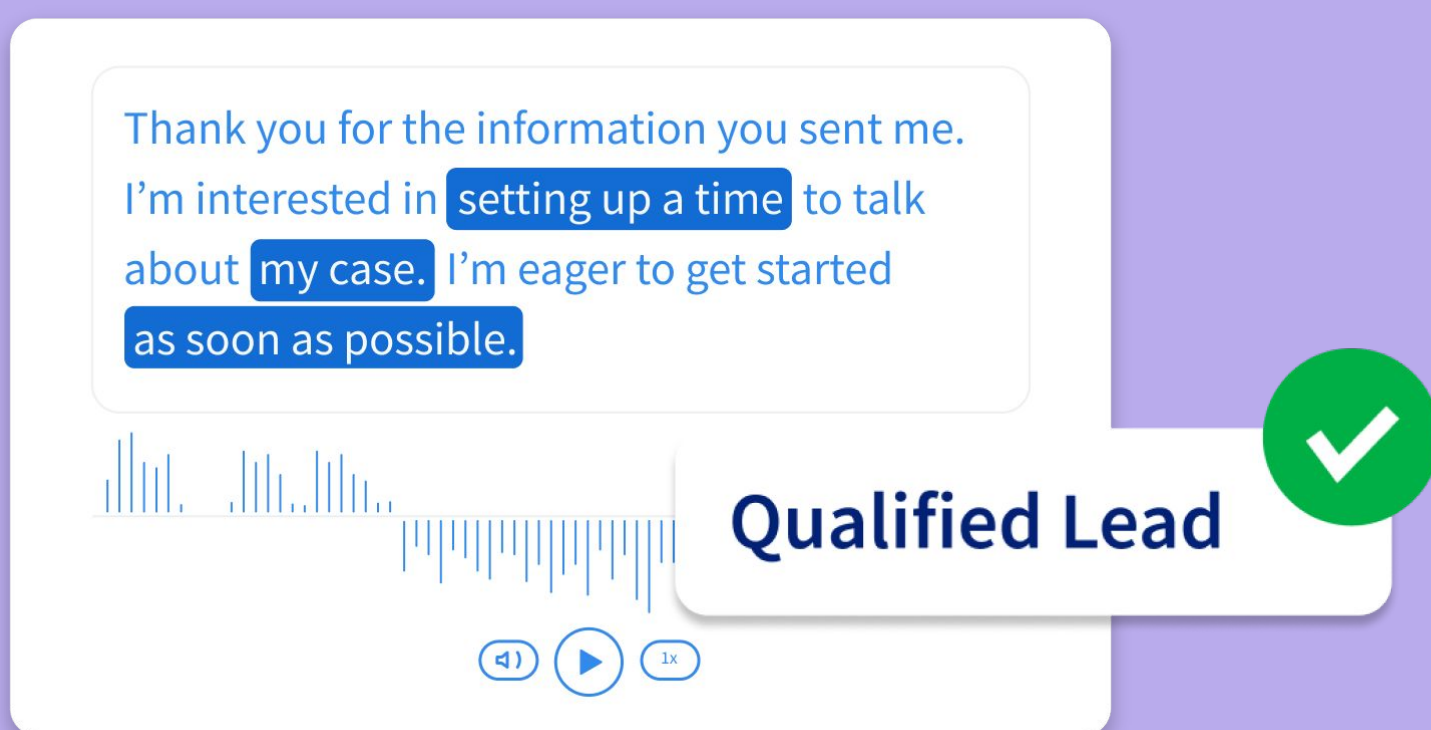 Thank you for the information you sent me.
I’m interested in setting up a time to talk
about my case. I’m eager to get started
as soon as possible.
Qualified Lead
1x